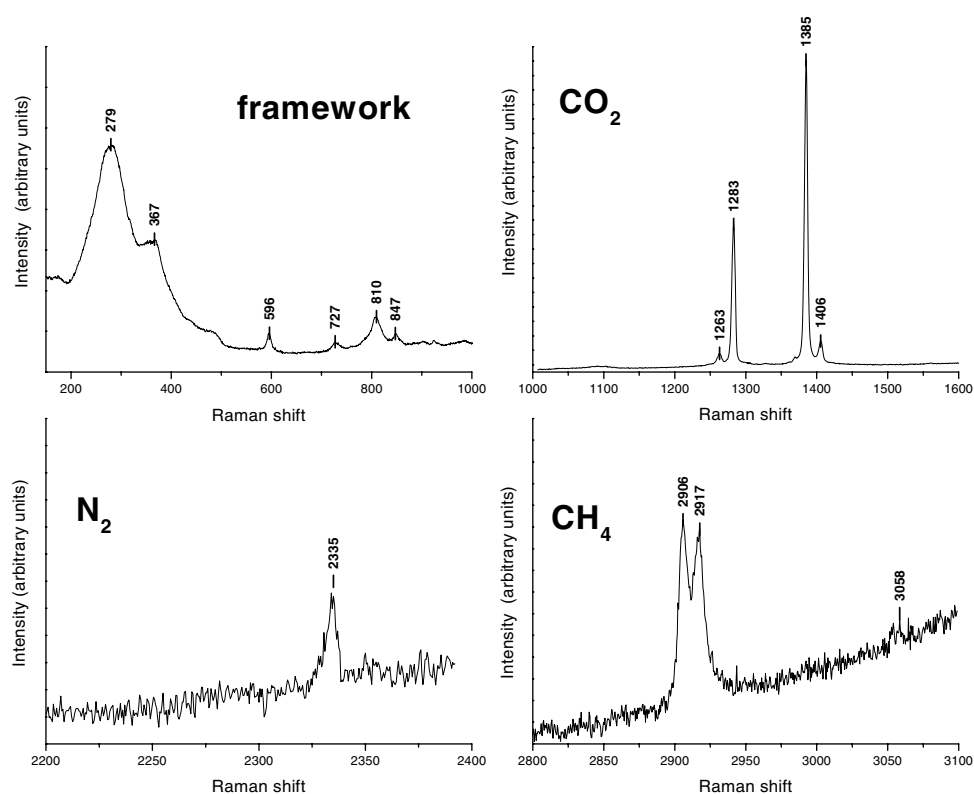 framework
279
367
596
727
810
847
Intensity (arbitrary units)
200 400 600 800 1000
Raman shift
CO2
1263
1283
1385
1406
Intensity (arbitrary units)
1000 1100 1200 1300 1400 1500 1600
Raman shift
N2
2335
Intensity (arbitrary units)
2200 2250 2300 2350 2400
Raman shift
CH4
2906
2917
3058
Intensity (arbitrary units)
2800 2850 2900 2950 3000 3050 3100
Raman shift